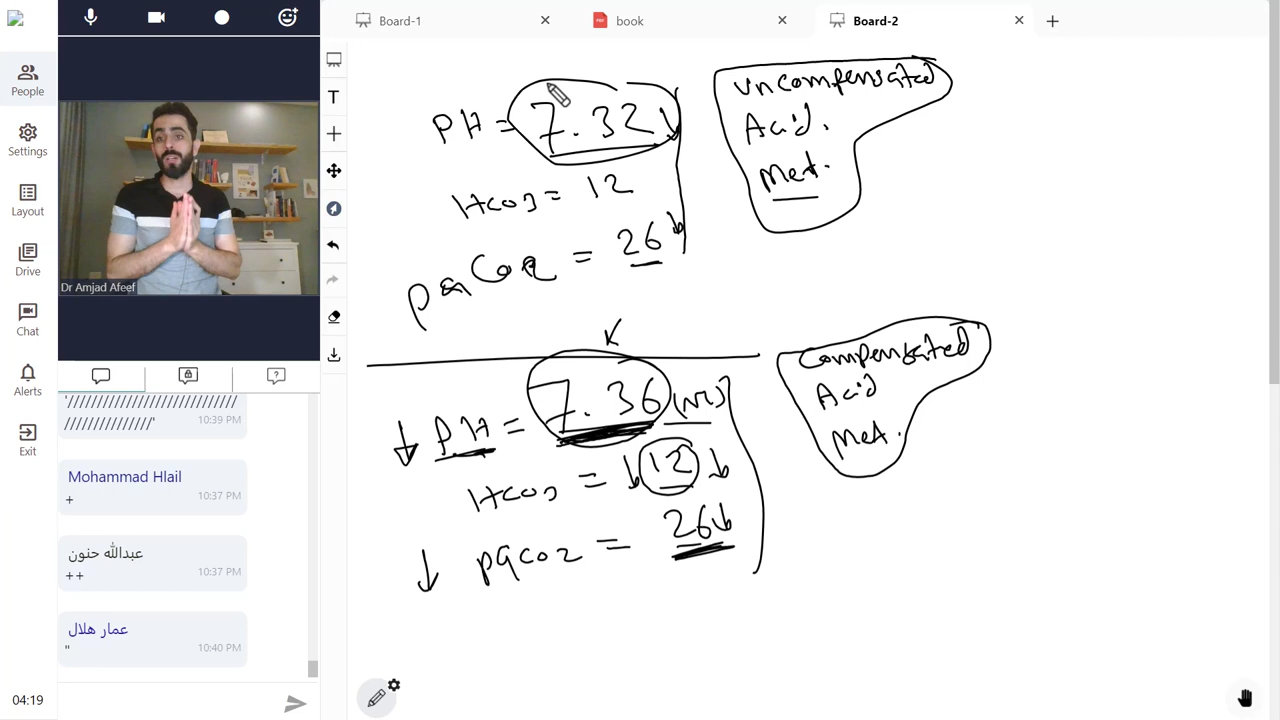 Board-1
book
Board-2
People
Settings
Layout
Drive
Chat
Alerts
Exit
04:19
Dr Amjad Afeef
'////////////////////////////
///////////////'
10:39 PM
Mohammad Hlail
+
10:37 PM
عبدالله حنون
++
10:37 PM
عمار هلال
"
10:40 PM
T
PH = 7.32 ↓
HCO3 = 12
paCo2 = 26 ↓
uncompensated
Acid.
Met.
↓ PH = 7.36
HCO3 = ↓ 12 ↓
↓ paco2 = 26 ↓
Compensated
Acid
Met.